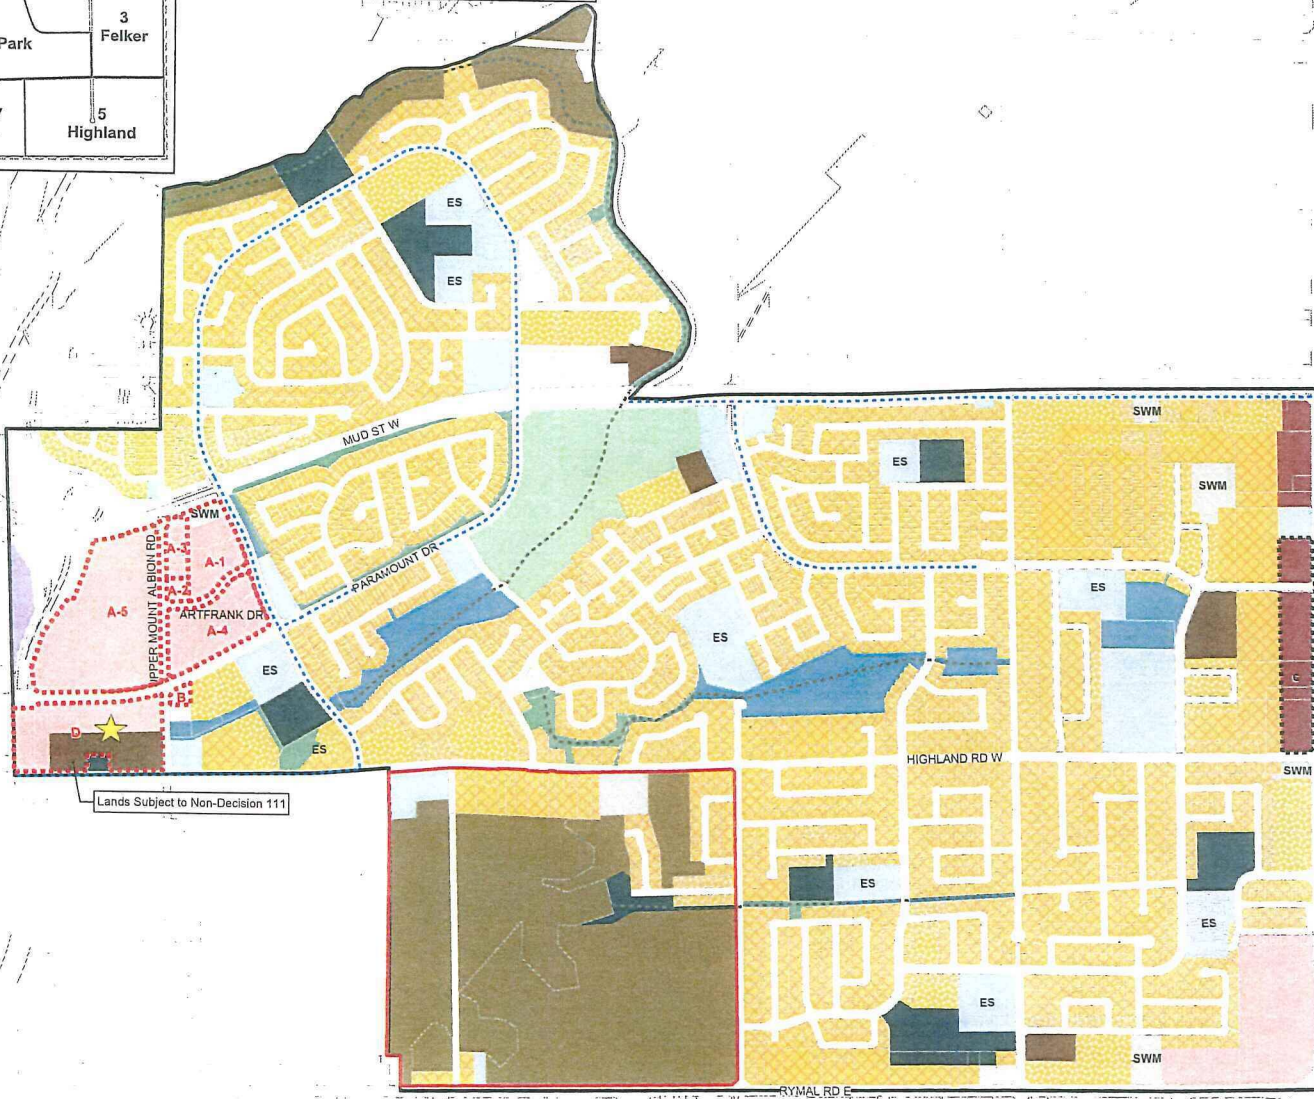 3
Felker
Park
5
Highland
ES
ES
MUD ST W
SWM
ES
SWM
SWM
A-3
A-1
UPPER MOUNT ALBION RD
PARAMOUNT DR
A-2
ARTFRANK DR
A-5
A-4
ES
ES
ES
B
G
D
ES
HIGHLAND RD W
SWM
Lands Subject to Non-Decision 111
ES
ES
ES
SWM
1
RYMAL RD E